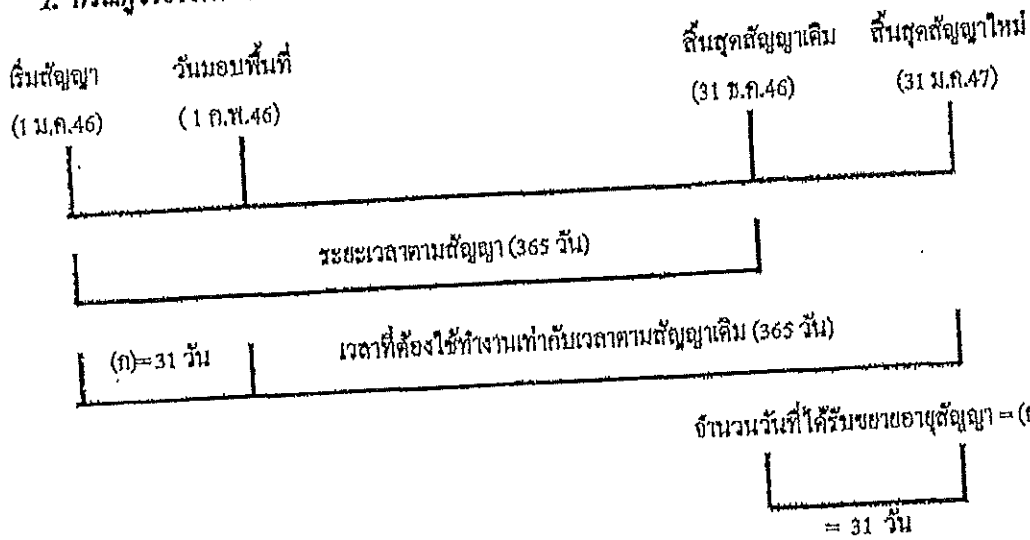 เริ่มสัญญา วันมอบพื้นที่ สิ้นสุดสัญญาเดิม สิ้นสุดสัญญาใหม่
(1 ม.ค.46) (1 ก.พ.46) (31 ธ.ค.46) (31 ม.ค.47)
ระยะเวลาตามสัญญา (365 วัน)
(ก)=31 วัน เวลาที่ต้องใช้ทำงานเท่ากับเวลาตามสัญญาเดิม (365 วัน)
จำนวนวันที่ได้รับขยายอายุสัญญา = (
= 31 วัน